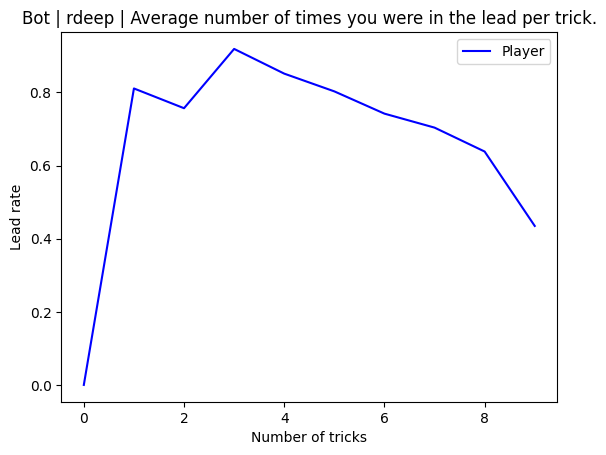 Bot | rdeep | Average number of times you were in the lead per trick.
Player
Lead rate
0.8
0.6
0.4
0.2
0.0
0 2 4 6 8
Number of tricks